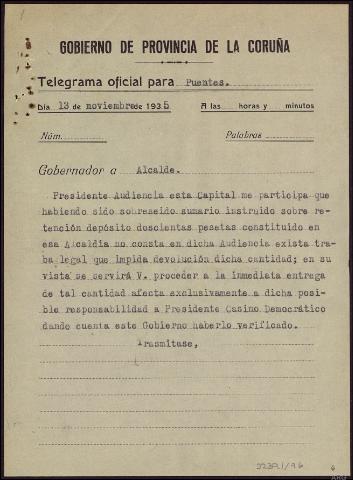 GOBIERNO DE PROVINCIA DE LA CORUÑA
Telegrama oficial para Puentes.
Día 13 de noviembre de 1935 A las horas y minutos
Núm. Palabras
Gobernador a Alcalde.
Presidente Audiencia esta Capital me participa que
habiendo sido sobreseido sumario instruido sobre re-
tención depósito doscientas pesetas constituido en
esa Alcaldia no consta en dicha Audiencia exista tra-
ba legal que impida devolución dicha cantidad; en su
vista se servirá V. proceder a la inmediata entrega
de tal cantidad afecta exclusivamente a dicha posi-
ble responsabilidad a Presidente Casino Democrático
dando cuenta este Gobierno haberlo verificado.
Trasmitase,